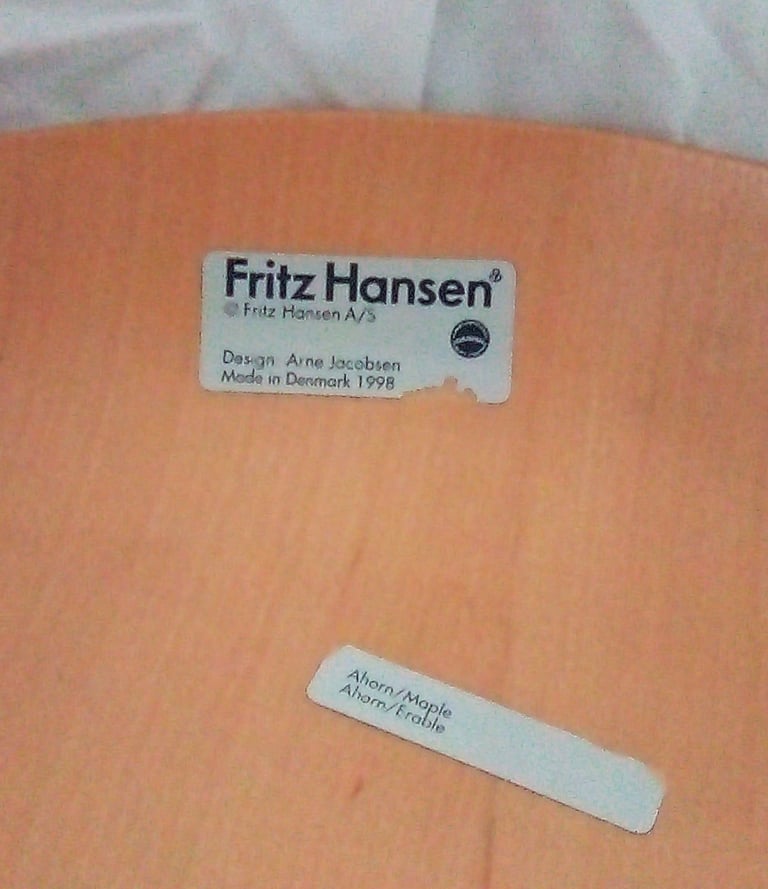 Fritz Hansen®
© Fritz Hansen A/S
Design Arne Jacobsen
Made in Denmark 1998
Ahorn/Maple
Ahorn/Erable